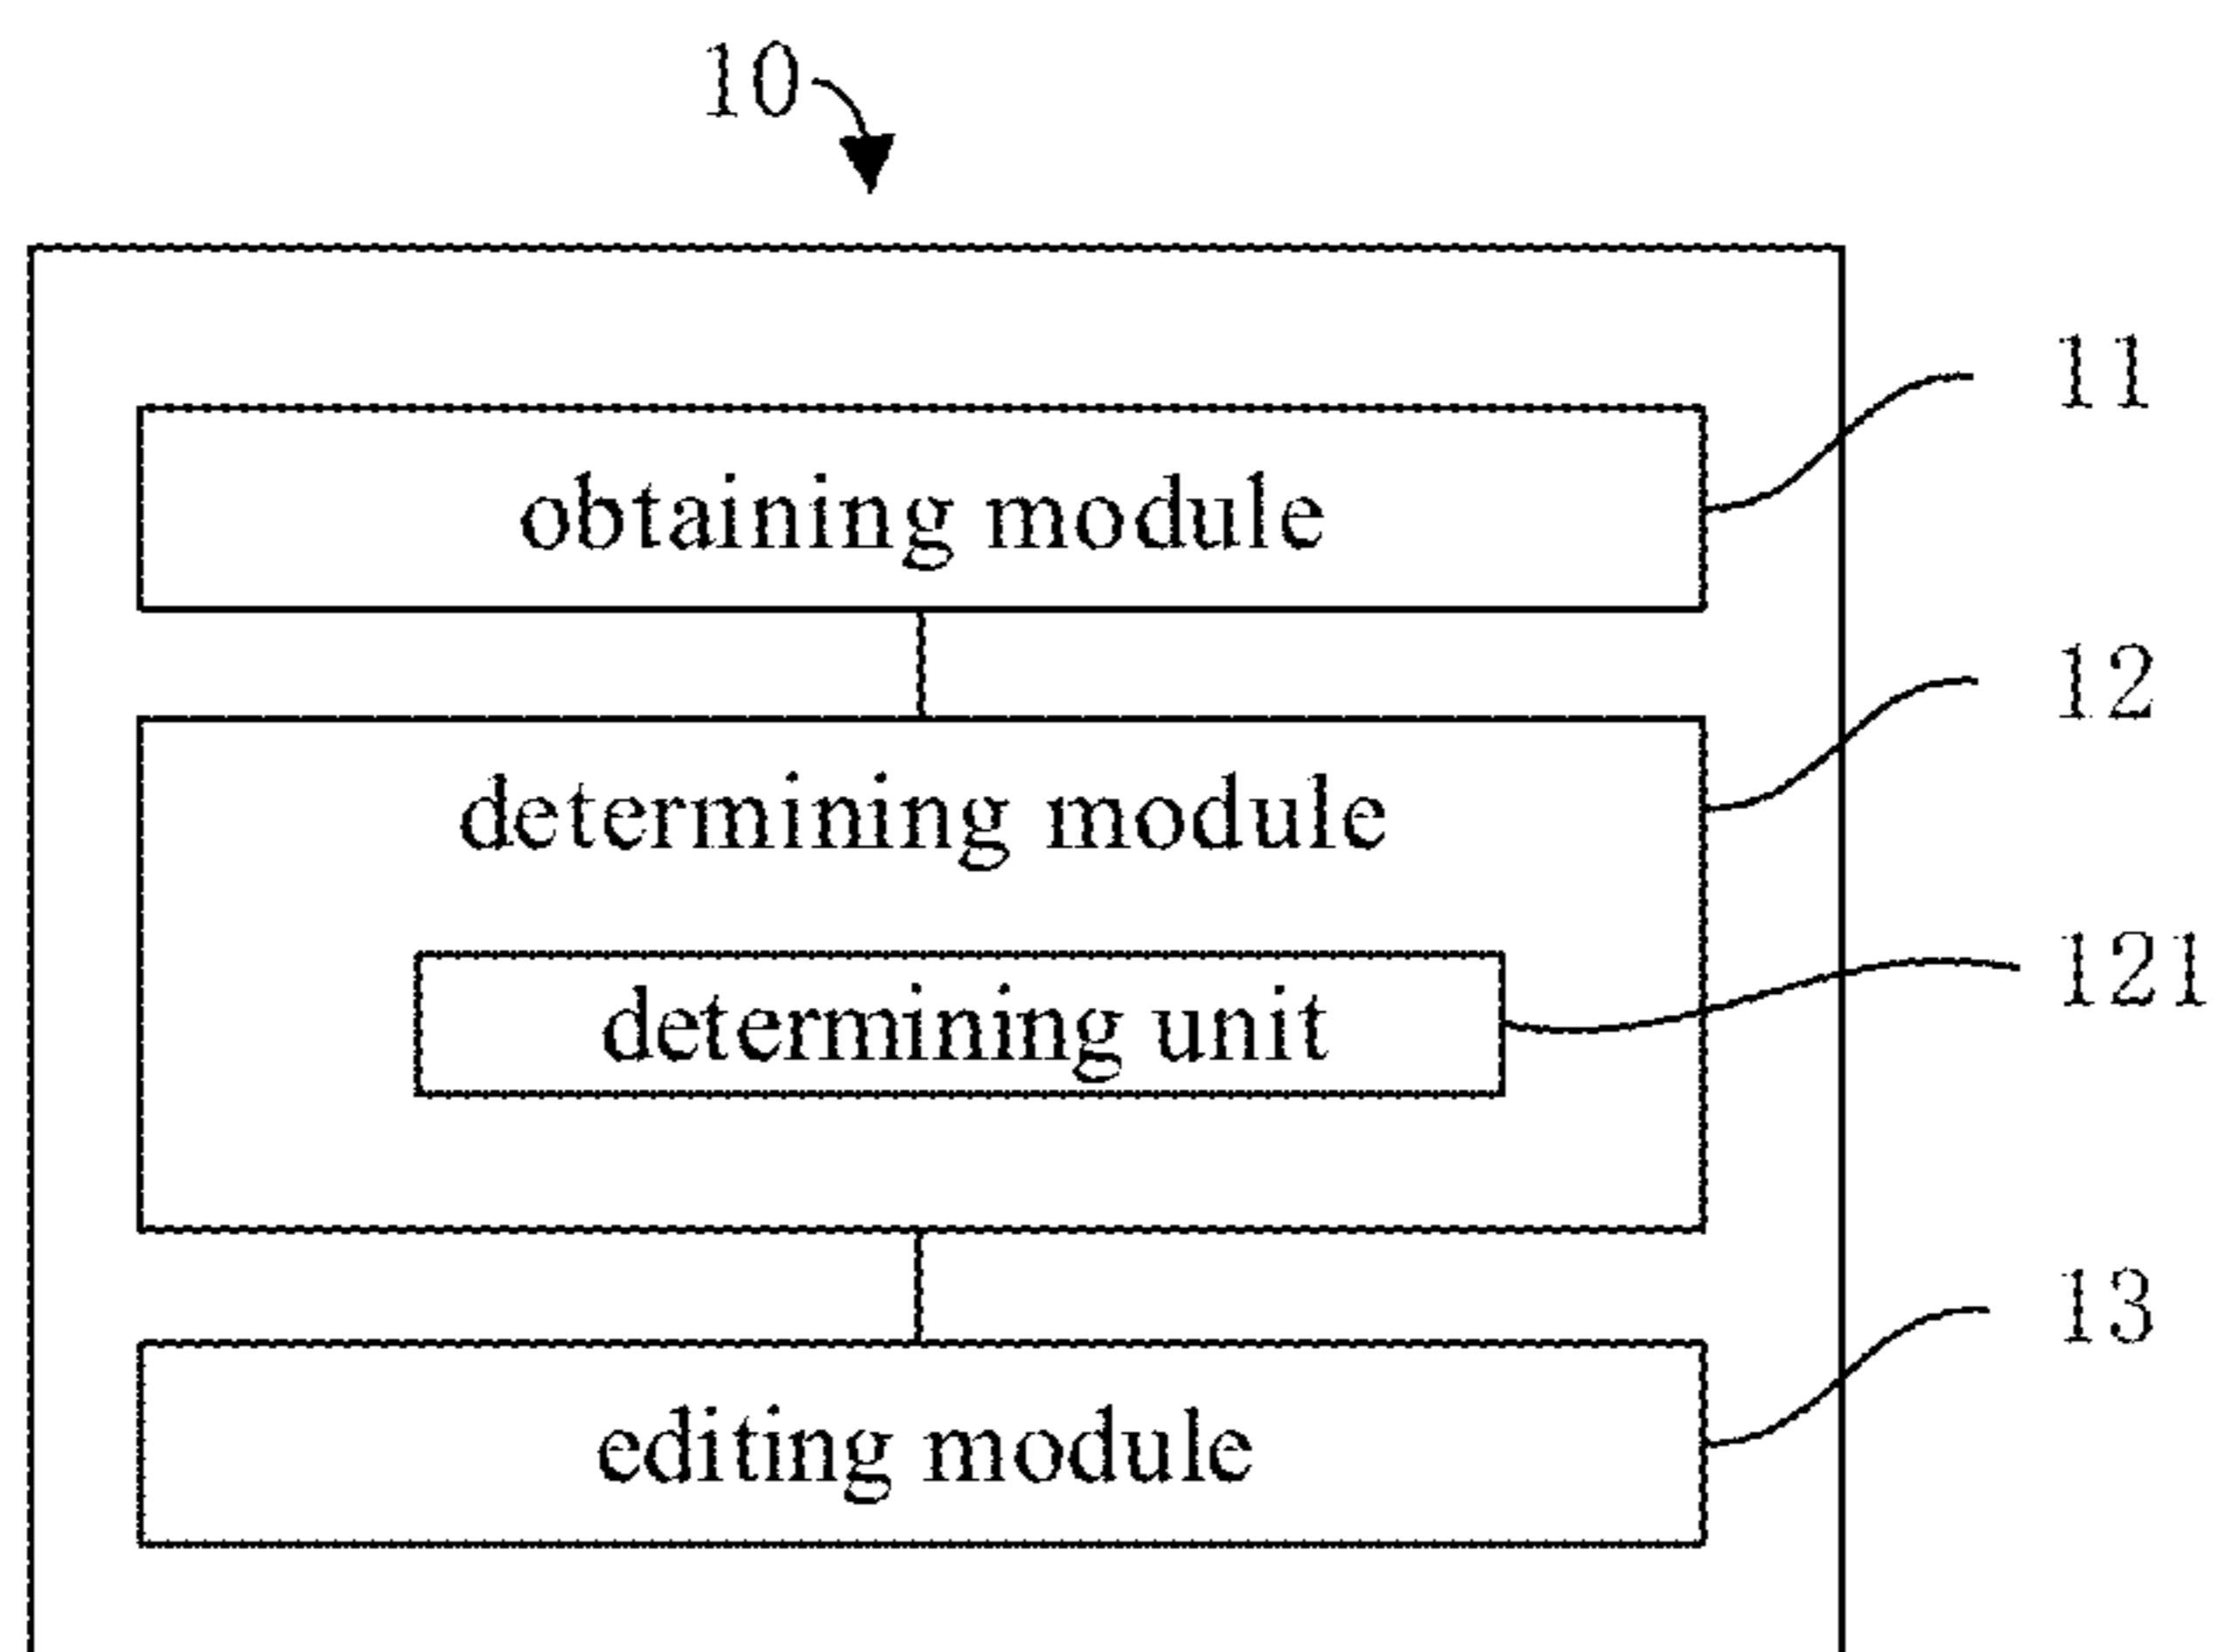 10
obtaining module
11
determining module
12
determining unit
121
editing module
13